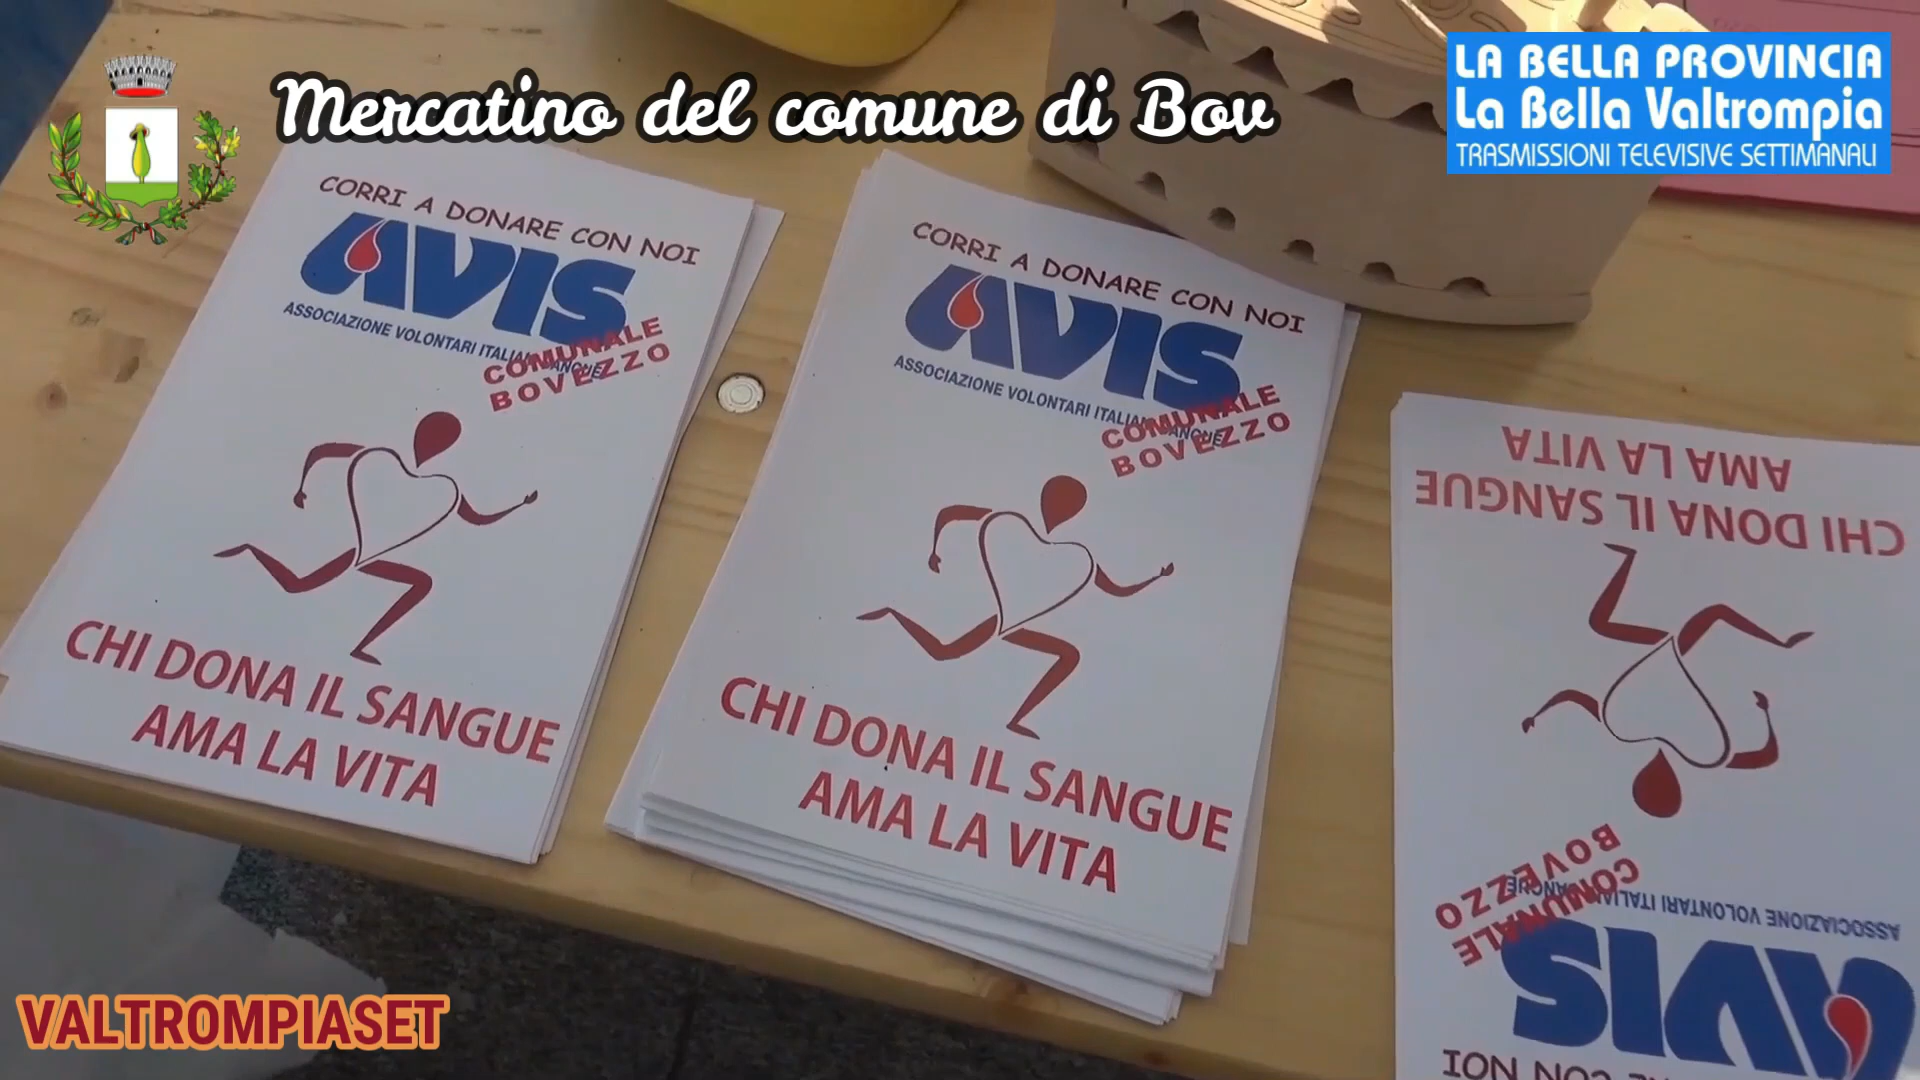 Mercatino del comune di Bov
LA BELLA PROVINCIA
La Bella Valtrompia
TRASMISSIONI TELEVISIVE SETTIMANALI
CORRI A DONARE CON NOI
AVIS
ASSOCIAZIONE VOLONTARI ITALIANI SANGUE
COMUNALE
BOVEZZO
CHI DONA IL SANGUE
AMA LA VITA
CORRI A DONARE CON NOI
AVIS
ASSOCIAZIONE VOLONTARI ITALIANI SANGUE
COMUNALE
BOVEZZO
CHI DONA IL SANGUE
AMA LA VITA
CON NOI
AVIS
ASSOCIAZIONE VOLONTARI ITALIANI SANGUE
COMUNALE
BOVEZZO
CHI DONA IL SANGUE
AMA LA VITA
VALTROMPIASET